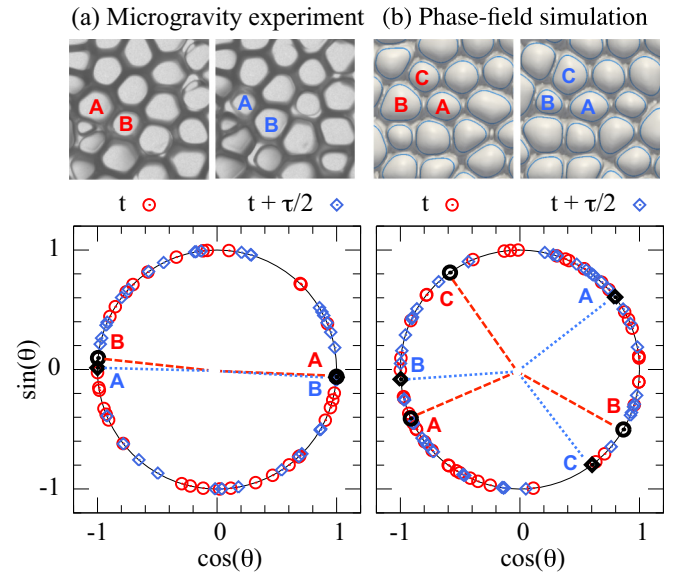 (a) Microgravity experiment
(b) Phase-field simulation
A
B
A
B
C
B
A
C
B
A
t
t + τ/2
t
t + τ/2
1
0
-1
sin(θ)
B
A
A
B
C
A
B
B
A
C
-1
0
1
-1
0
1
cos(θ)
cos(θ)